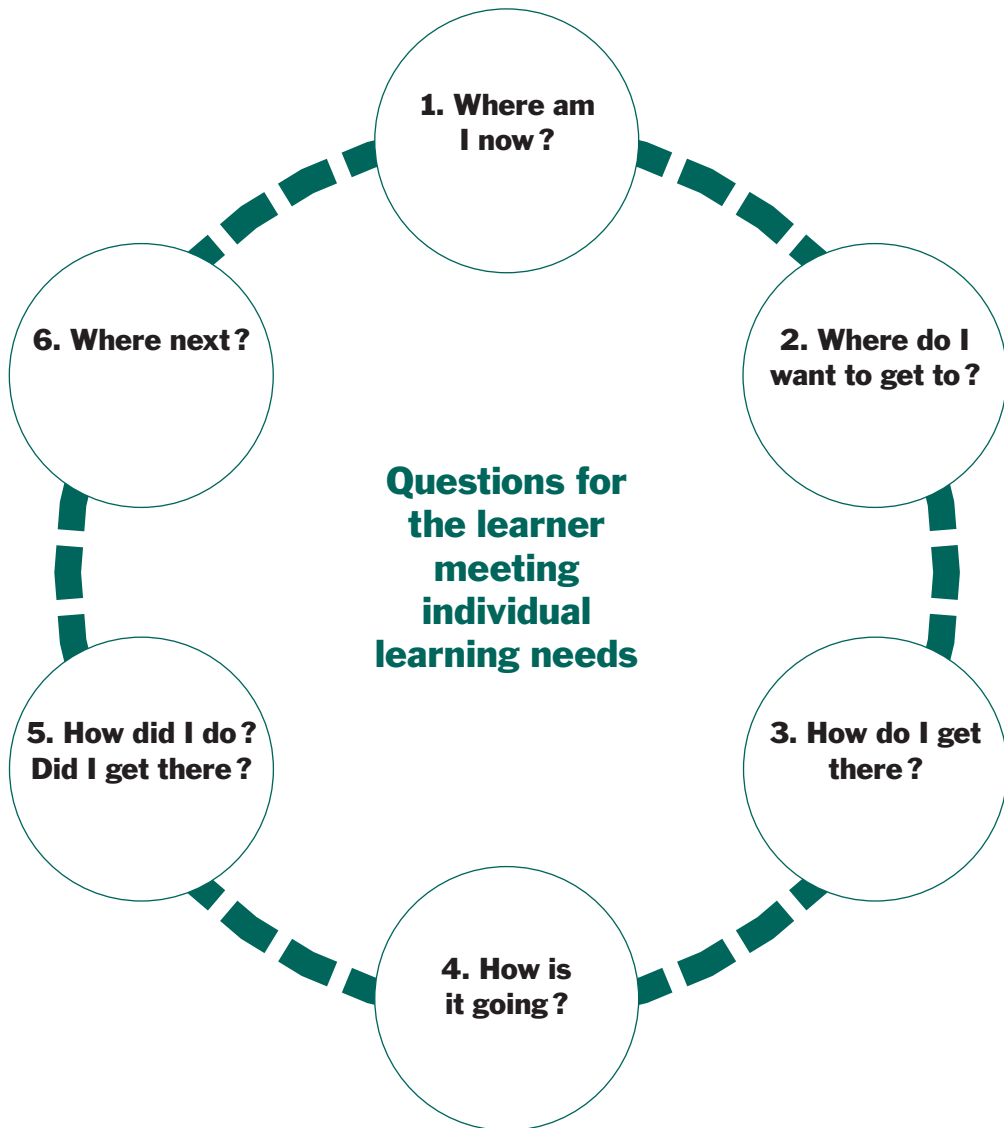 1. Where am
I now?
2. Where do I
want to get to?
3. How do I get
there?
4. How is
it going?
5. How did I do?
Did I get there?
6. Where next?
Questions for
the learner
meeting
individual
learning needs